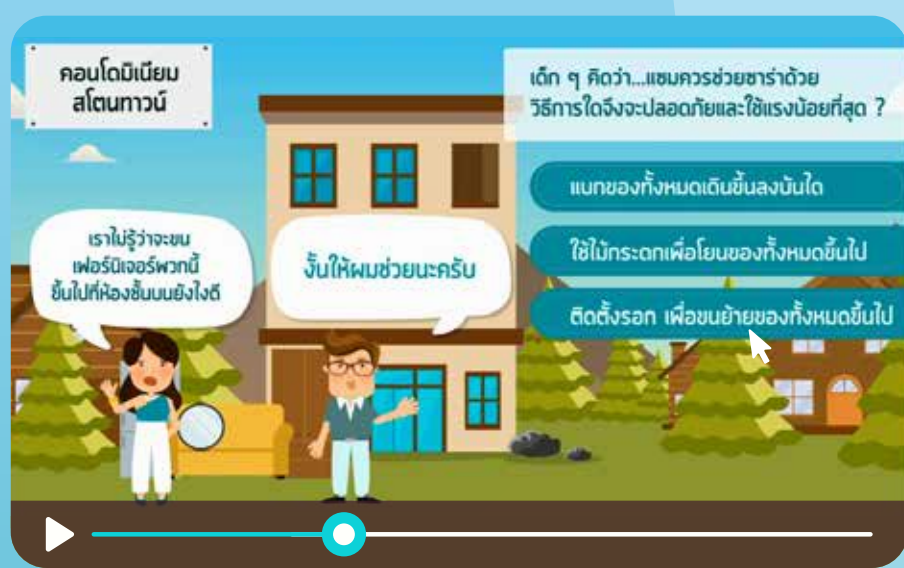 คอนโดมิเนียม
สโตนทาวน์
เด็ก ๆ คิดว่า...แซมควรช่วยซาร่าด้วย
วิธีการใดจึงจะปลอดภัยและใช้แรงน้อยที่สุด ?
แบกของทั้งหมดเดินขึ้นลงบันได
ใช้ไม้กระดกเพื่อโยนของทั้งหมดขึ้นไป
ติดตั้งรอก เพื่อขนย้ายของทั้งหมดขึ้นไป
เราไม่รู้ว่าจะขน
เฟอร์นิเจอร์พวกนี้
ขึ้นไปที่ห้องชั้นบนยังไงดี
งั้นให้ผมช่วยนะครับ